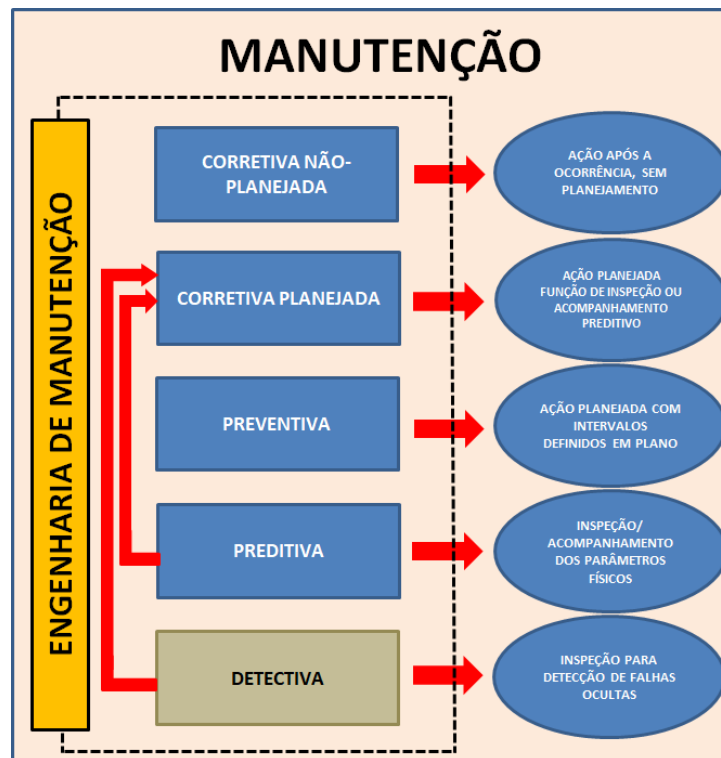 MANUTENÇÃO
ENGENHARIA DE MANUTENÇÃO
CORRETIVA NÃO-
PLANEJADA
AÇÃO APÓS A
OCORRÊNCIA, SEM
PLANEJAMENTO
CORRETIVA PLANEJADA
AÇÃO PLANEJADA
FUNÇÃO DE INSPEÇÃO OU
ACOMPANHAMENTO
PREDITIVO
PREVENTIVA
AÇÃO PLANEJADA COM
INTERVALOS
DEFINIDOS EM PLANO
PREDITIVA
INSPEÇÃO/
ACOMPANHAMENTO
DOS PARÂMETROS
FÍSICOS
DETECTIVA
INSPEÇÃO PARA
DETECÇÃO DE FALHAS
OCULTAS